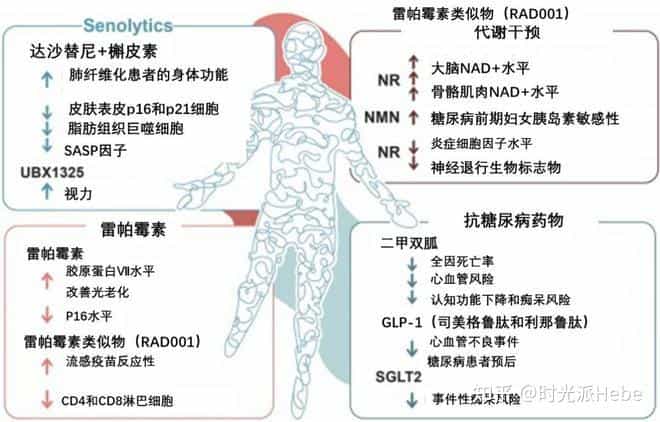 Senolytics
达沙替尼+槲皮素
肺纤维化患者的身体功能
皮肤表皮p16和p21细胞
脂肪组织巨噬细胞
SASP因子
UBX1325
视力
雷帕霉素类似物（RAD001）
代谢干预
NR
大脑NAD+水平
骨骼肌肉NAD+水平
NMN
糖尿病前期妇女胰岛素敏感性
NR
炎症细胞因子水平
神经退行生物标志物
雷帕霉素
雷帕霉素
胶原蛋白Ⅶ水平
改善光老化
P16水平
雷帕霉素类似物（RAD001）
流感疫苗反应性
CD4和CD8淋巴细胞
抗糖尿病药物
二甲双胍
全因死亡率
心血管风险
认知功能下降和痴呆风险
GLP-1（司美格鲁肽和利那鲁肽）
心血管不良事件
糖尿病患者预后
SGLT2
事件性痴呆风险
知乎 @时光派Hebe